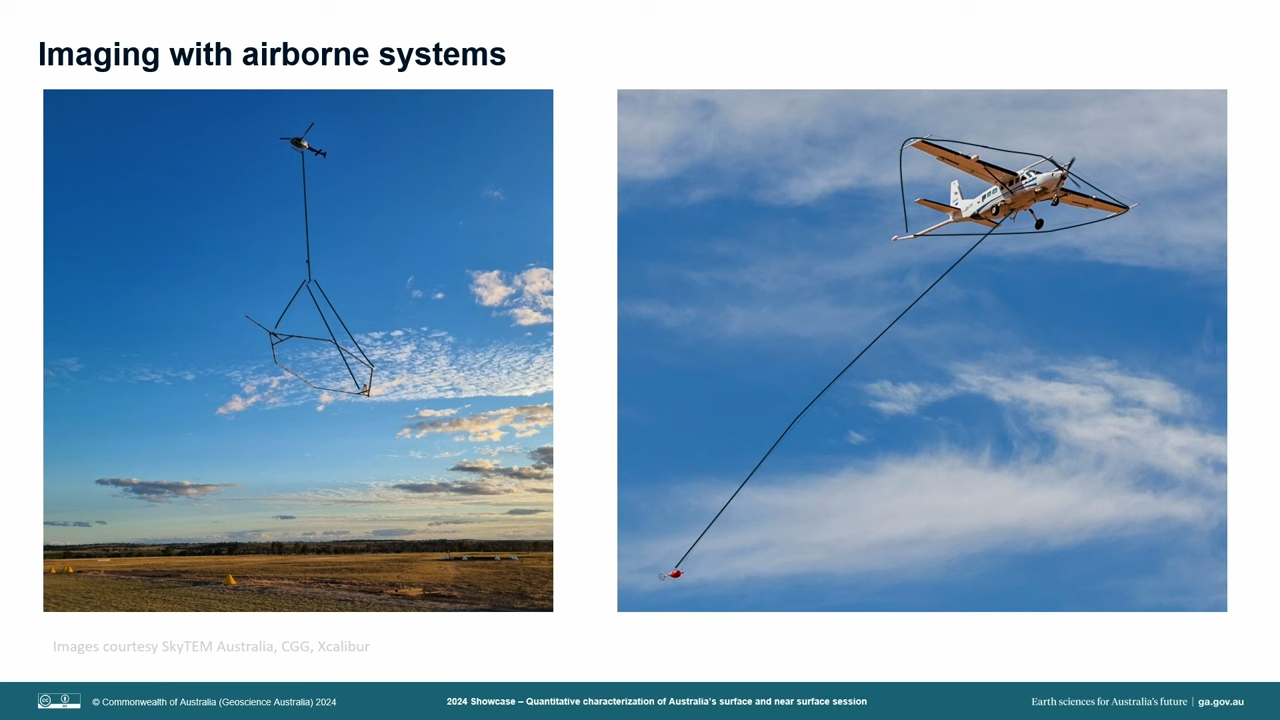 Imaging with airborne systems
Images courtesy SkyTEM Australia, CGG, Xcalibur
© Commonwealth of Australia (Geoscience Australia) 2024
2024 Showcase – Quantitative characterization of Australia's surface and near surface session
Earth sciences for Australia's future | ga.gov.au